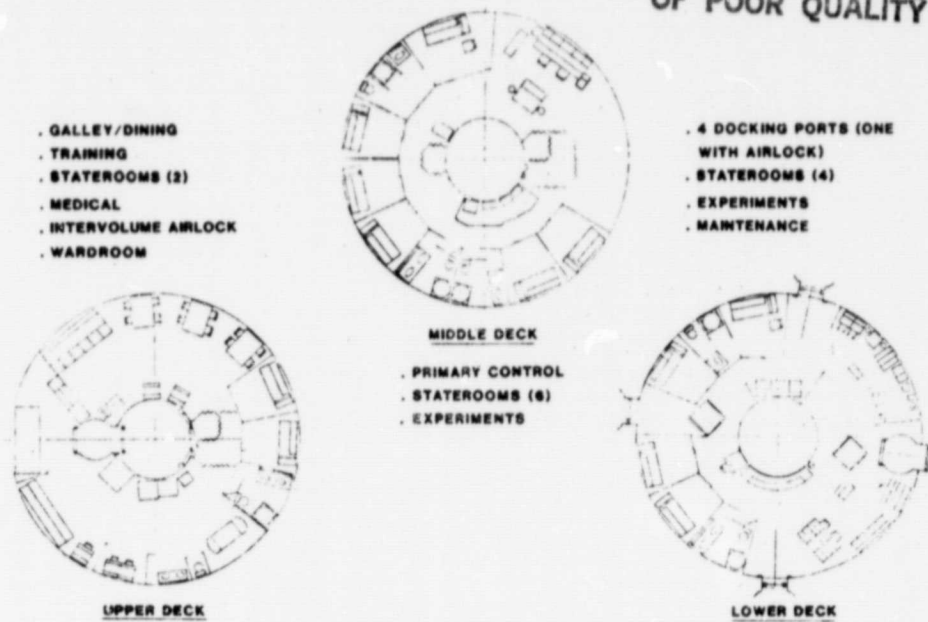 OF POOR QUALITY
. GALLEY/DINING
. TRAINING
. STATEROOMS (2)
. MEDICAL
. INTERVOLUME AIRLOCK
. WARDROOM
. 4 DOCKING PORTS (ONE
WITH AIRLOCK)
. STATEROOMS (4)
. EXPERIMENTS
. MAINTENANCE
MIDDLE DECK
. PRIMARY CONTROL
. STATEROOMS (6)
. EXPERIMENTS
UPPER DECK
LOWER DECK